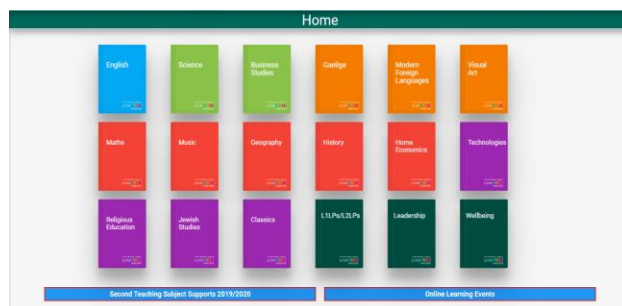 Home
English
Science
Business
Studies
Gaeilge
Modern
Foreign
Languages
Visual
Art
Maths
Music
Geography
History
Home
Economics
Technologies
Religious
Education
Jewish
Studies
Classics
L1LPs/L2LPs
Leadership
Wellbeing
Second Teaching Subject Supports 2019/2020
Online Learning Events